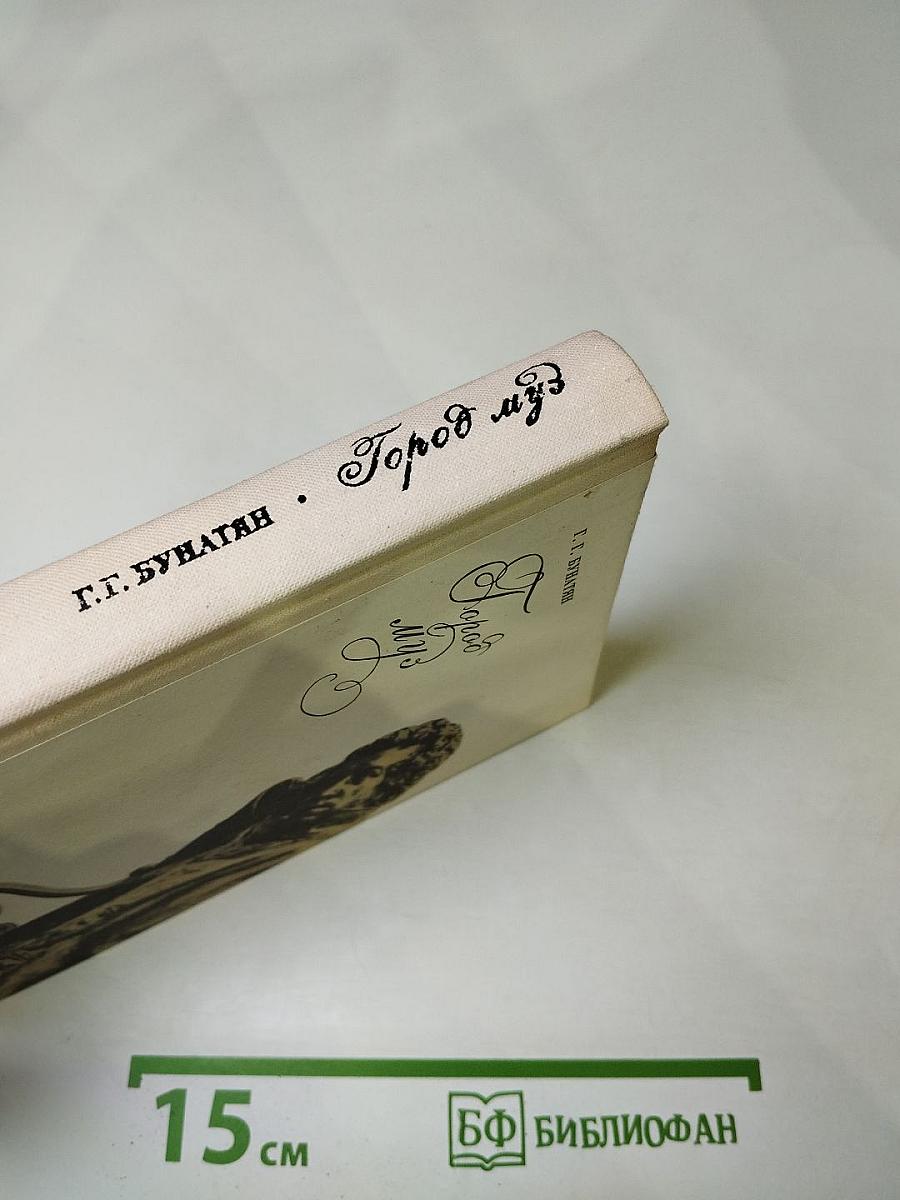 Г.Г. БУНАТЯН • Город муз
Г. Г. БУНАТЯН
Город
муз
15 см
БФ БИБЛИОФАН